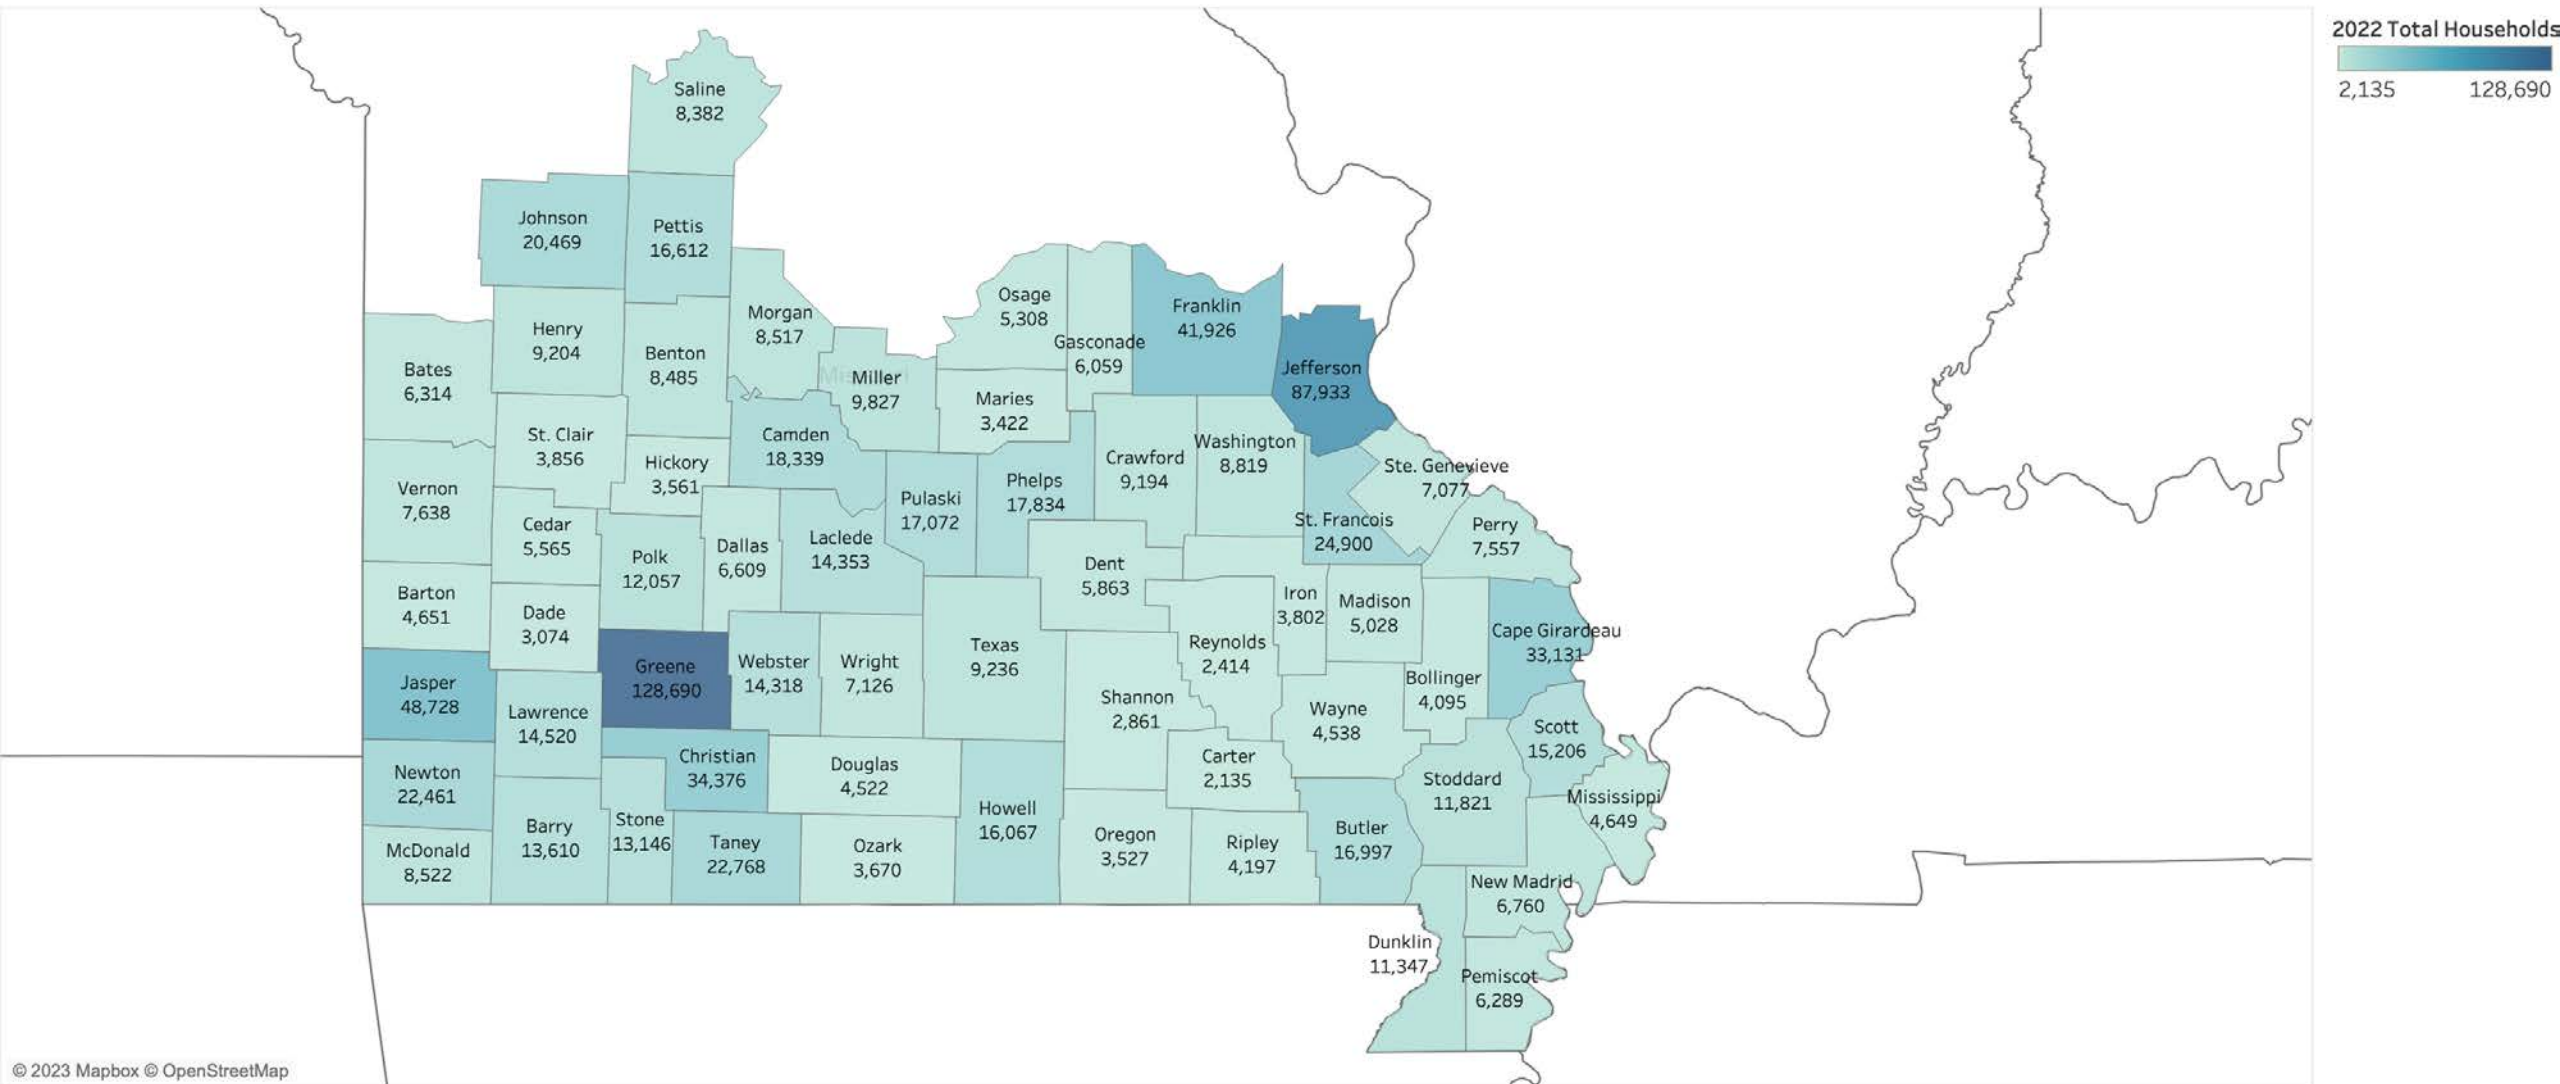 2022 Total Households
2,135 128,690
Saline
8,382
Johnson
20,469
Pettis
16,612
Morgan
8,517
Osage
5,308
Gasconade
6,059
Franklin
41,926
Jefferson
87,933
Henry
9,204
Benton
8,485
Bates
6,314
Miller
9,827
Maries
3,422
St. Clair
3,856
Camden
18,339
Hickory
3,561
Crawford
9,194
Washington
8,819
Ste. Genevieve
7,077
Vernon
7,638
Pulaski
17,072
Phelps
17,834
Cedar
5,565
Polk
12,057
Dallas
6,609
Laclede
14,353
St. Francois
24,900
Perry
7,557
Dent
5,863
Barton
4,651
Dade
3,074
Iron
3,802
Madison
5,028
Cape Girardeau
33,131
Greene
128,690
Webster
14,318
Wright
7,126
Texas
9,236
Reynolds
2,414
Jasper
48,728
Lawrence
14,520
Shannon
2,861
Wayne
4,538
Bollinger
4,095
Scott
15,206
Newton
22,461
Christian
34,376
Douglas
4,522
Carter
2,135
Stoddard
11,821
Mississippi
4,649
Howell
16,067
McDonald
8,522
Barry
13,610
Stone
13,146
Taney
22,768
Ozark
3,670
Oregon
3,527
Ripley
4,197
Butler
16,997
New Madrid
6,760
Dunklin
11,347
Pemiscot
6,289
© 2023 Mapbox © OpenStreetMap